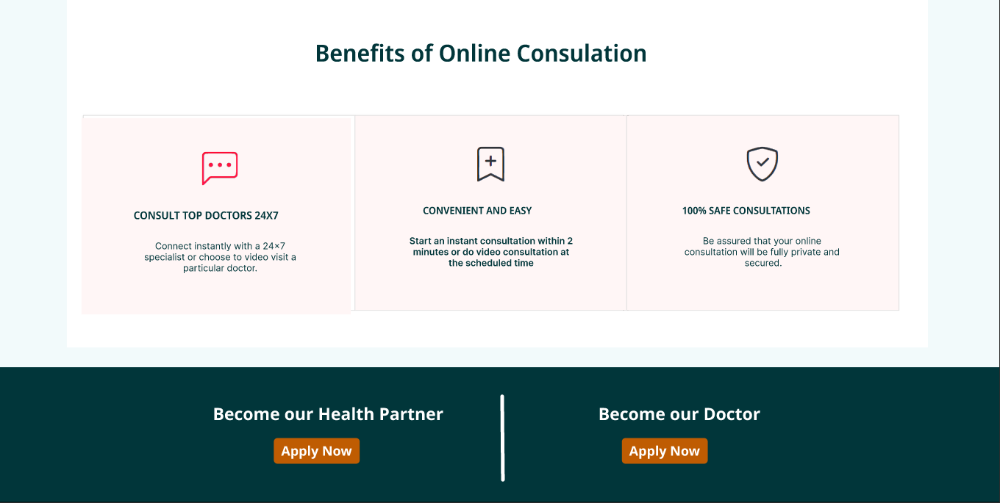 Benefits of Online Consulation
CONSULT TOP DOCTORS 24X7
Connect instantly with a 24×7
specialist or choose to video visit a
particular doctor.
CONVENIENT AND EASY
Start an instant consultation within 2
minutes or do video consultation at
the scheduled time
100% SAFE CONSULTATIONS
Be assured that your online
consultation will be fully private and
secured.
Become our Health Partner
Apply Now
Become our Doctor
Apply Now